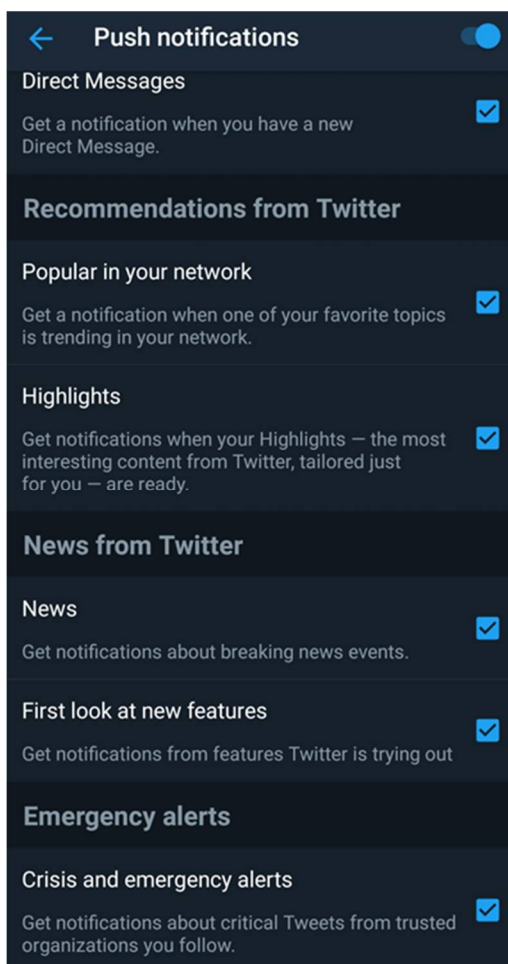 Push notifications
Direct Messages
Get a notification when you have a new
Direct Message.
Recommendations from Twitter
Popular in your network
Get a notification when one of your favorite topics
is trending in your network.
Highlights
Get notifications when your Highlights — the most
interesting content from Twitter, tailored just
for you — are ready.
News from Twitter
News
Get notifications about breaking news events.
First look at new features
Get notifications from features Twitter is trying out
Emergency alerts
Crisis and emergency alerts
Get notifications about critical Tweets from trusted
organizations you follow.